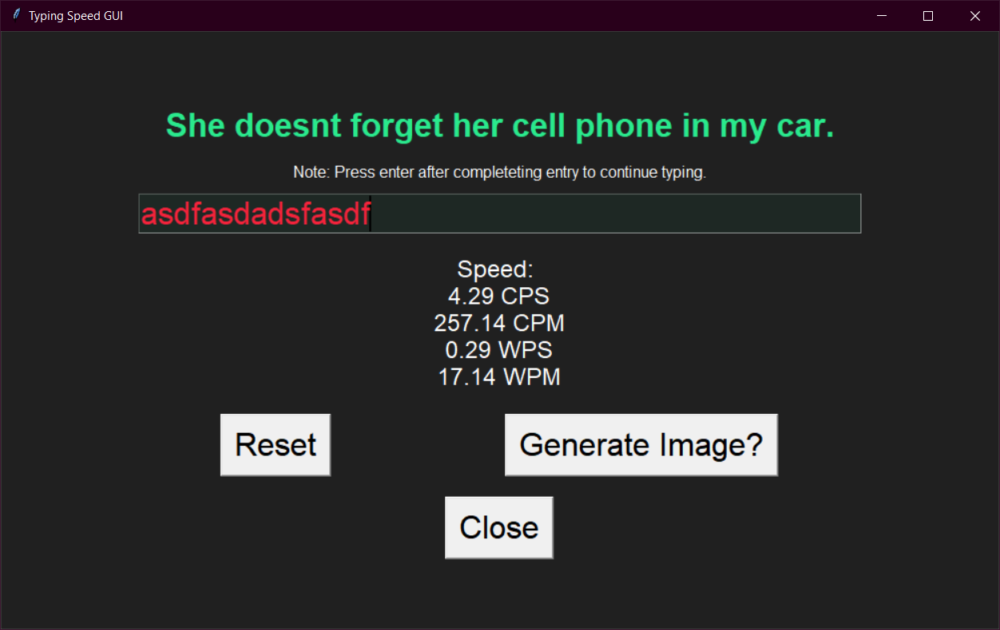 Typing Speed GUI
She doesnt forget her cell phone in my car.
Note: Press enter after completeting entry to continue typing.
asdfasdadsfasdf
Speed:
4.29 CPS
257.14 CPM
0.29 WPS
17.14 WPM
Reset
Generate Image?
Close